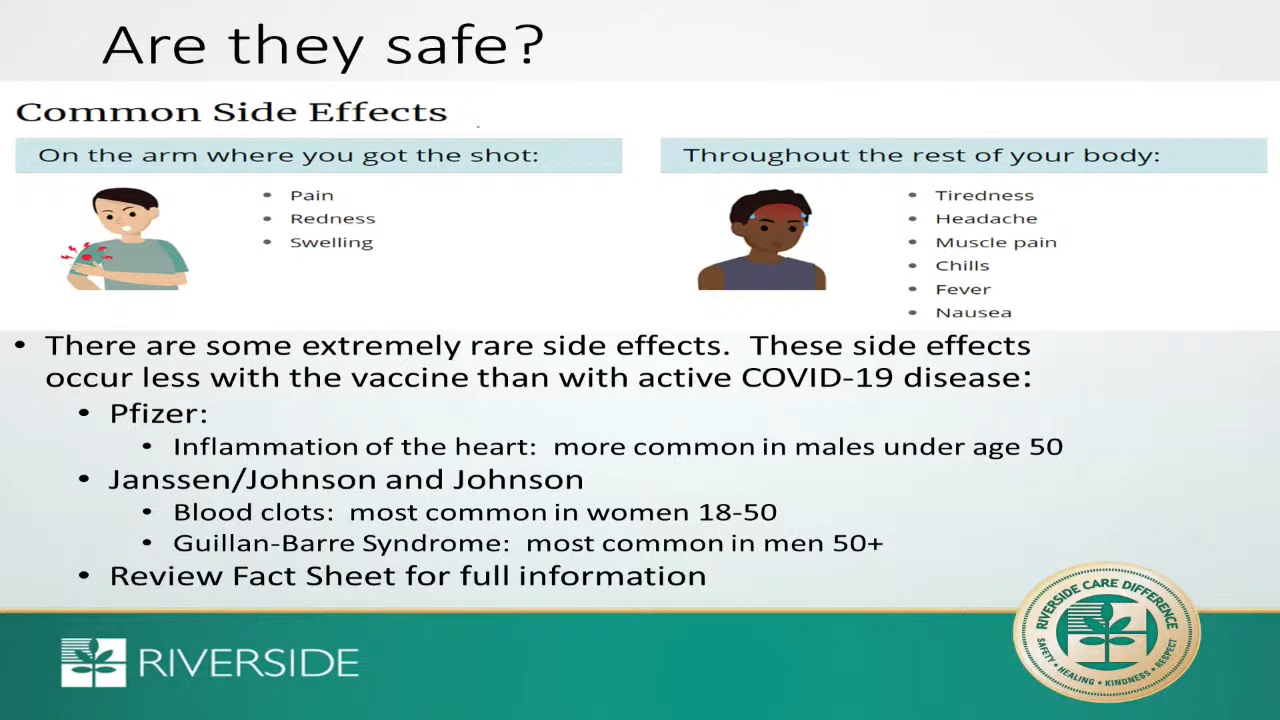 Are they safe?
Common Side Effects
On the arm where you got the shot:
• Pain
• Redness
• Swelling
Throughout the rest of your body:
• Tiredness
• Headache
• Muscle pain
• Chills
• Fever
• Nausea
• There are some extremely rare side effects.  These side effects
occur less with the vaccine than with active COVID-19 disease:
• Pfizer:
• Inflammation of the heart:  more common in males under age 50
• Janssen/Johnson and Johnson
• Blood clots:  most common in women 18-50
• Guillan-Barre Syndrome:  most common in men 50+
• Review Fact Sheet for full information
RIVERSIDE
RIVERSIDE CARE DIFFERENCE
SAFETY • HEALING • KINDNESS • RESPECT